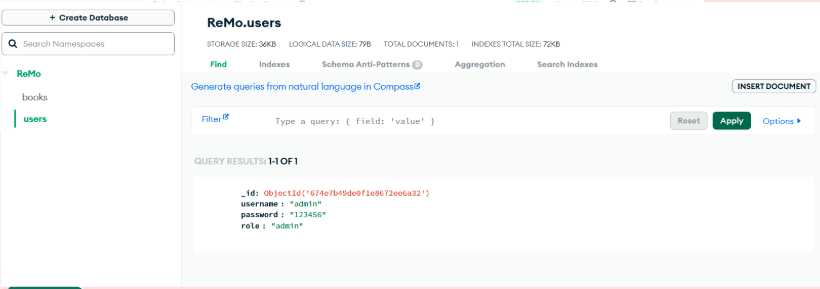 + Create Database
Search Namespaces
ReMo
books
users
ReMo.users
STORAGE SIZE: 36KB LOGICAL DATA SIZE: 79B TOTAL DOCUMENTS: 1 INDEXES TOTAL SIZE: 72KB
Find Indexes Schema Anti-Patterns 0 Aggregation Search Indexes
Generate queries from natural language in Compass
INSERT DOCUMENT
Filter Type a query: { field: 'value' } Reset Apply Options
QUERY RESULTS: 1-1 OF 1
_id: ObjectId('674e7b49de0f1e8672ee6a32')
username : "admin"
password : "123456"
role : "admin"